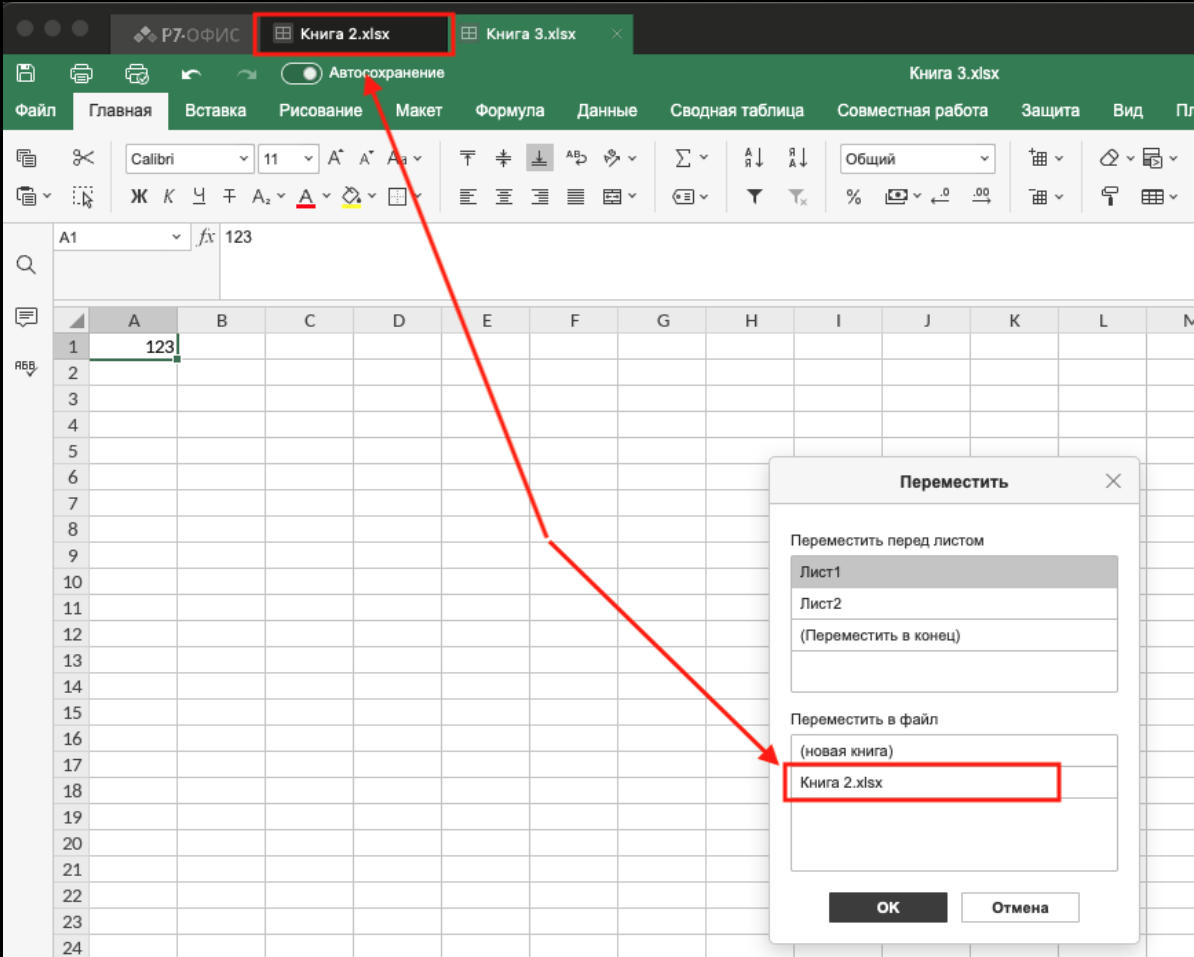 Р7-ОФИС Книга 2.xlsx Книга 3.xlsx
Автосохранение Книга 3.xlsx
Файл Главная Вставка Рисование Макет Формула Данные Сводная таблица Совместная работа Защита Вид
Calibri 11 Общий
Ж К Ч Т %
A1 fx 123
A B C D E F G H I J K L M
1 123
2
3
4
5
6
7
8
9
10
11
12
13
14
15
16
17
18
19
20
21
22
23
24
Переместить
Переместить перед листом
Лист1
Лист2
(Переместить в конец)
Переместить в файл
(новая книга)
Книга 2.xlsx
OK Отмена